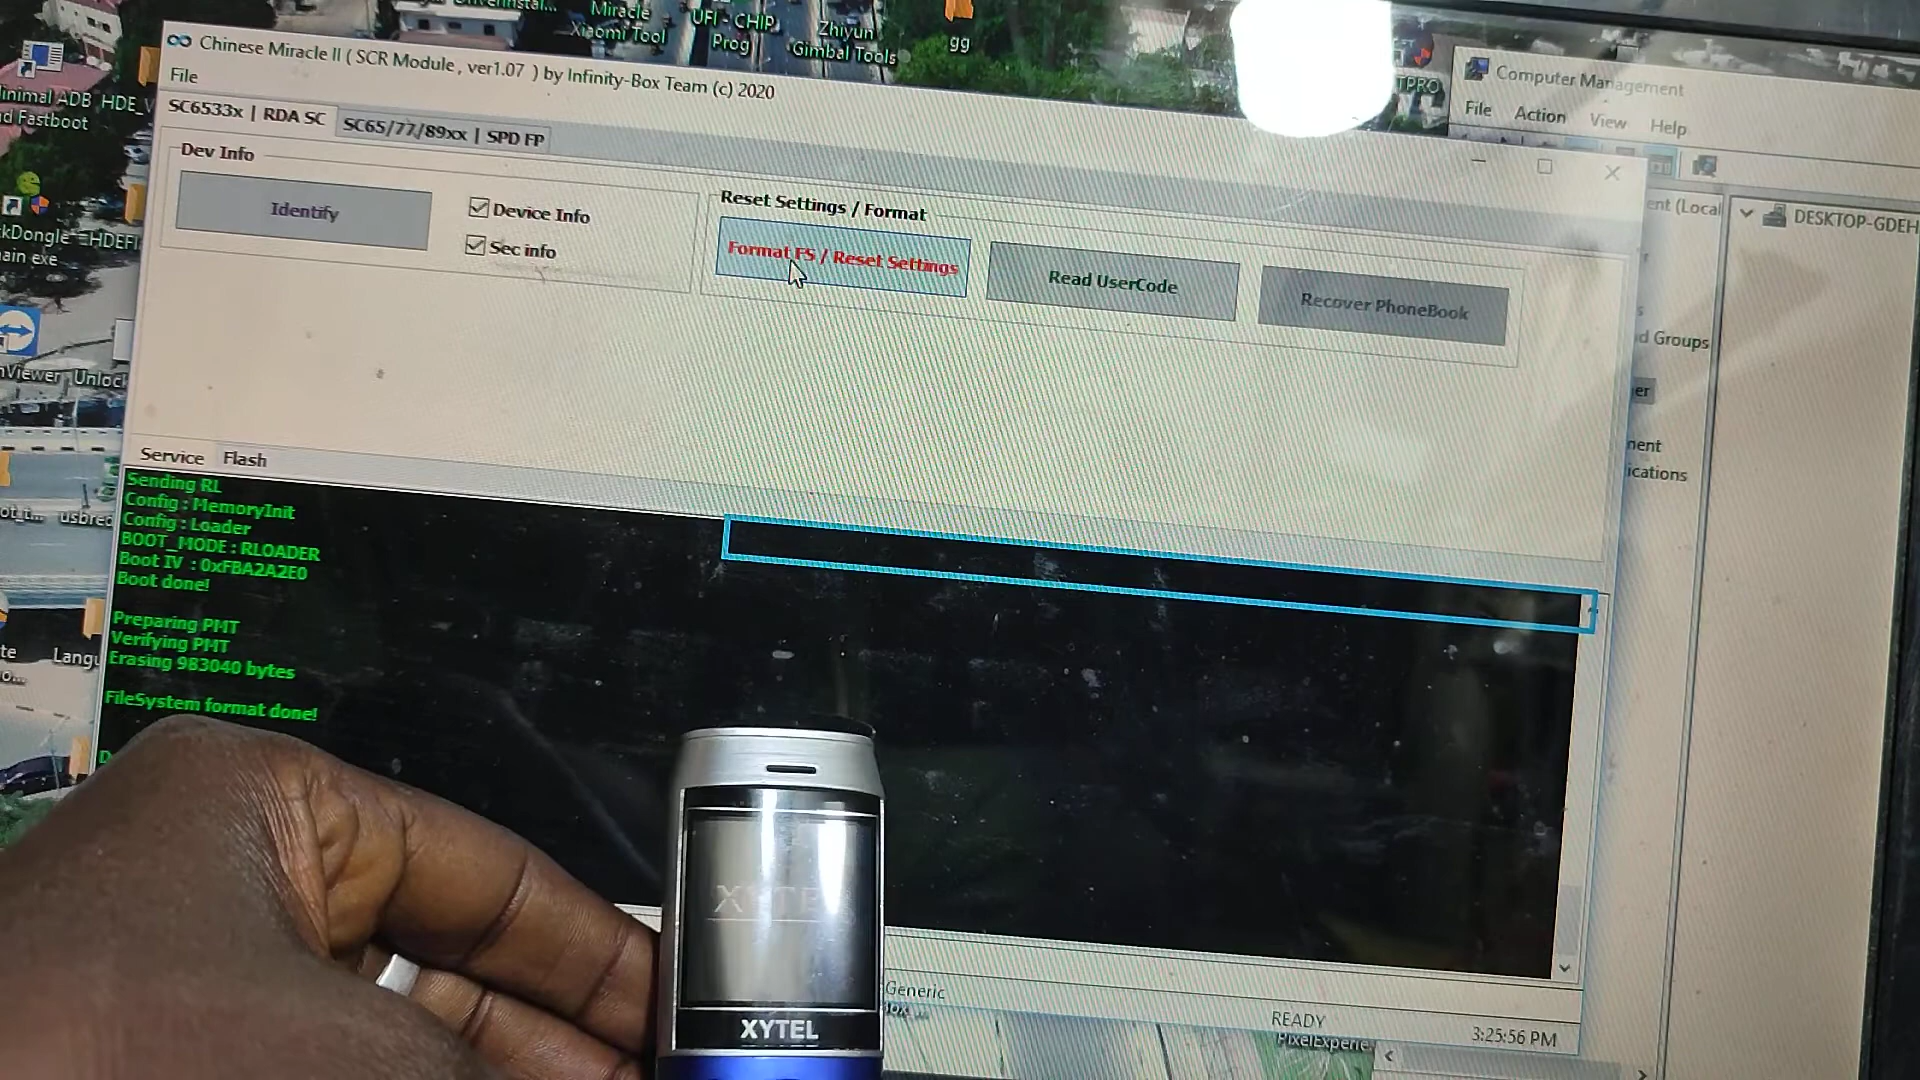 Miracle
Xiaomi Tool
UFI - CHIP
Prog
Zhiyun
Gimbal Tools
gg
Chinese Miracle II ( SCR Module , ver1.07 ) by Infinity-Box Team (c) 2020
Computer Management
File
File Action View Help
SC6533x | RDA SC
SC65/77/89xx | SPD FP
Dev Info
Identify
Device Info
Sec info
Reset Settings / Format
Format FS / Reset Settings
Read UserCode
Recover PhoneBook
DESKTOP-GDEH
Service Flash
Sending RL
Config : MemoryInit
Config : Loader
BOOT_MODE : RLOADER
Boot IV : 0xFBA2A2E0
Boot done!
Preparing PMT
Verifying PMT
Erasing 983040 bytes
FileSystem format done!
XYTEL
XYTEL
Generic
READY
3:25:56 PM